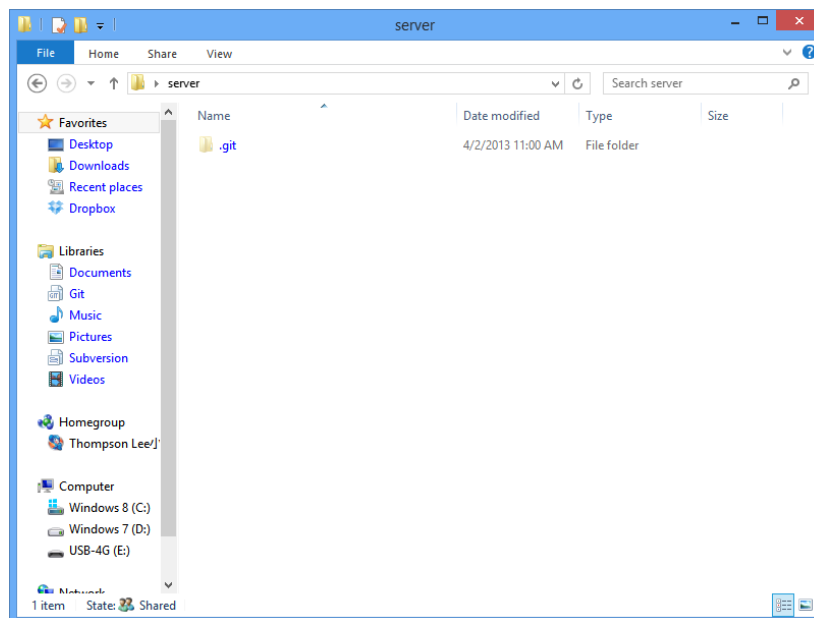 server
File Home Share View
server Search server
Name Date modified Type Size
.git 4/2/2013 11:00 AM File folder
Favorites
Desktop
Downloads
Recent places
Dropbox
Libraries
Documents
Git
Music
Pictures
Subversion
Videos
Homegroup
Thompson Lee/
Computer
Windows 8 (C:)
Windows 7 (D:)
USB-4G (E:)
Network
1 item State: Shared